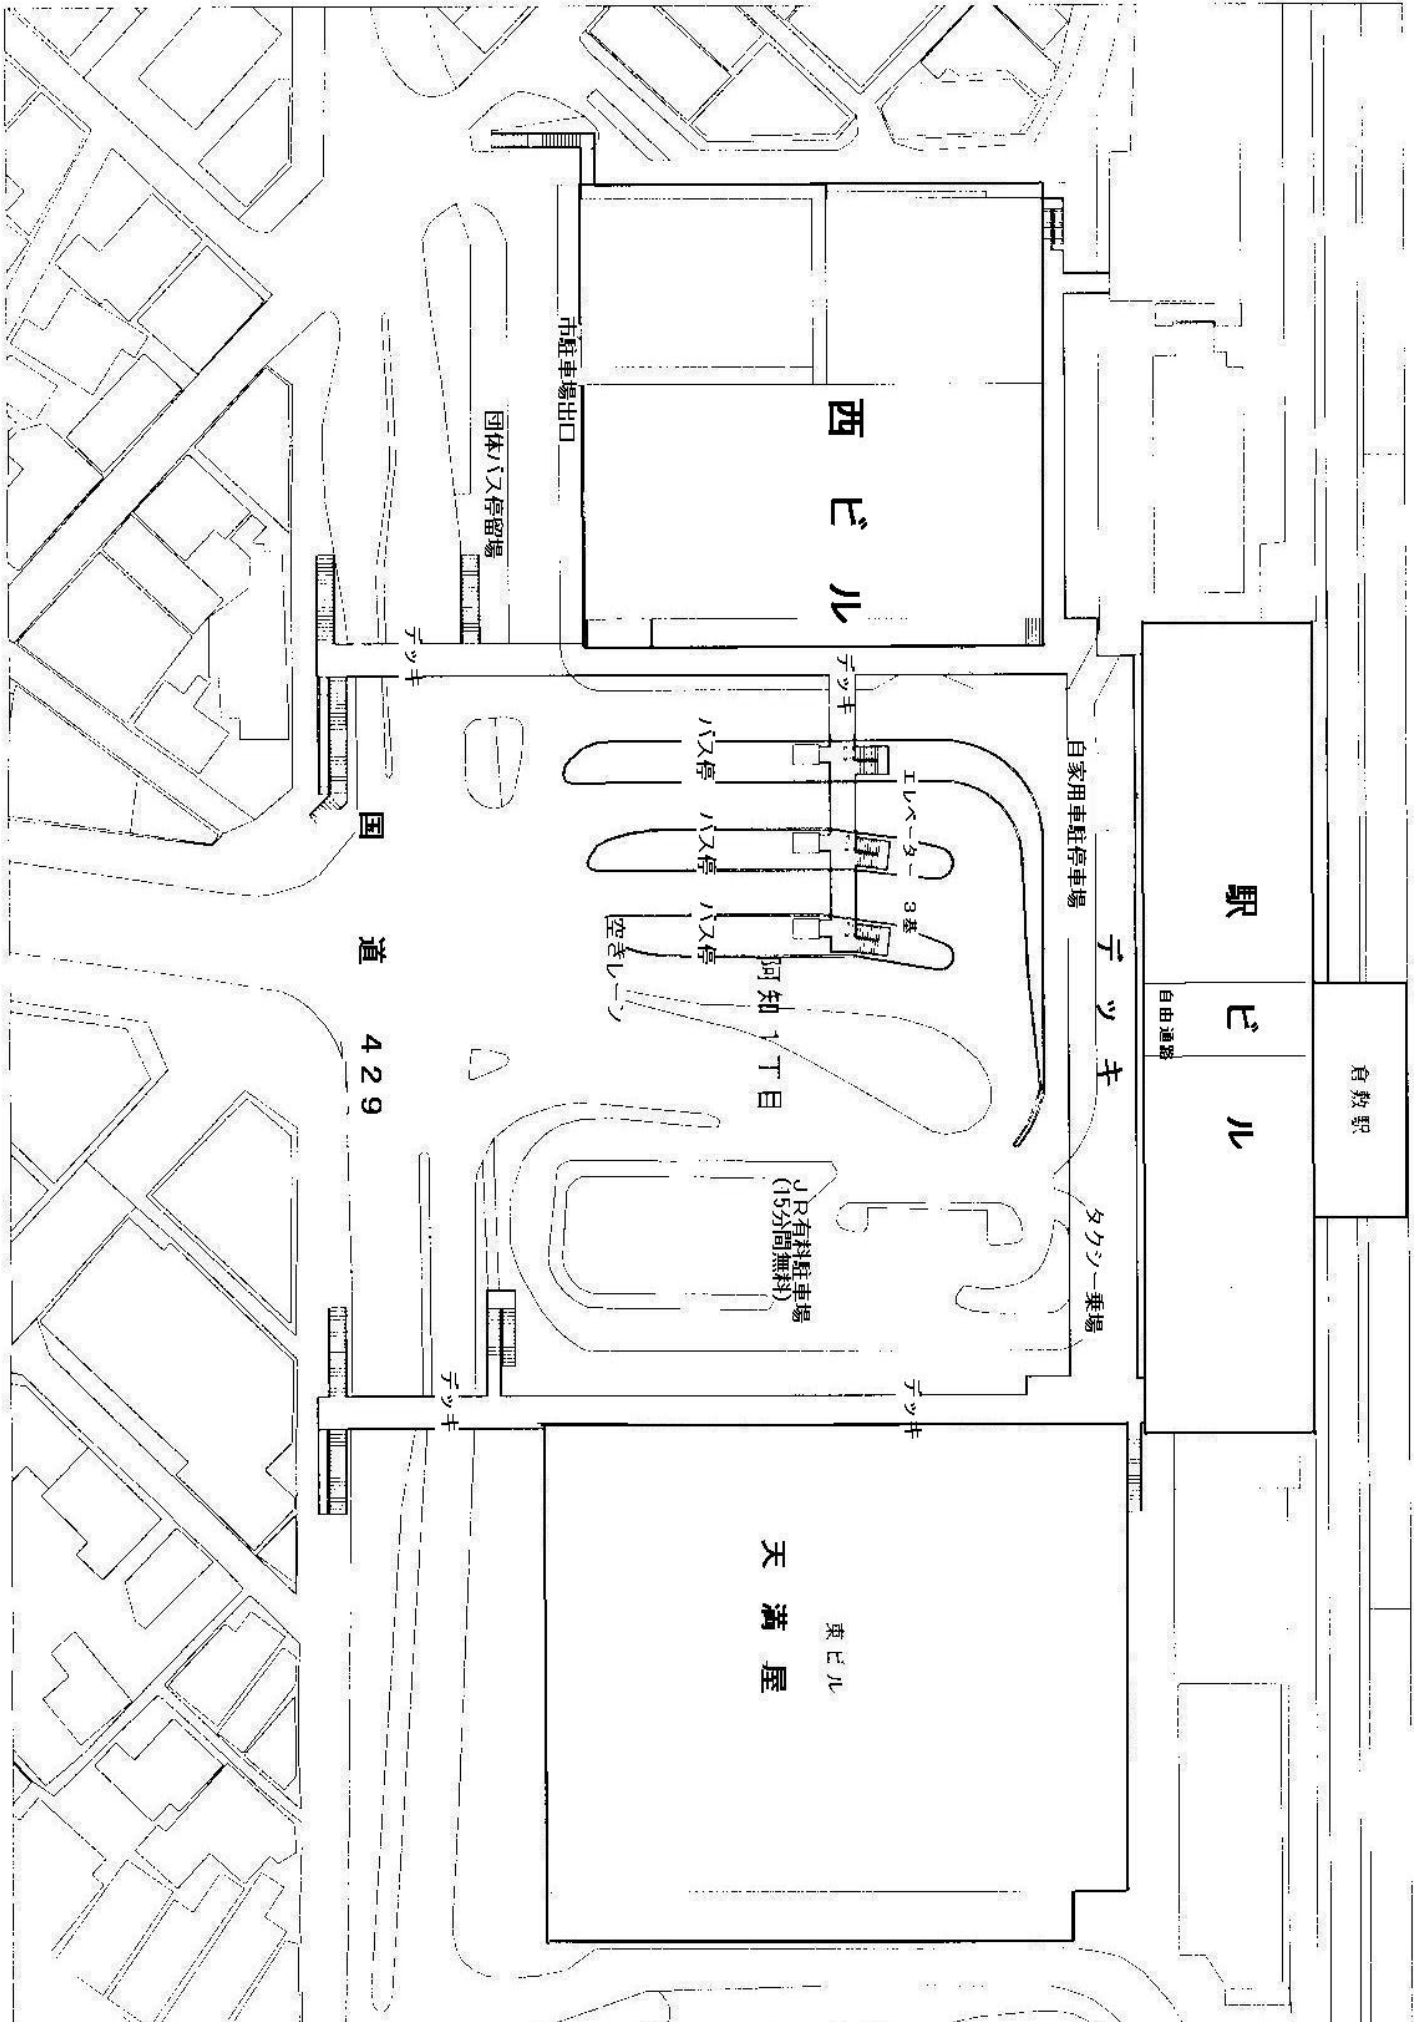 倉敷駅
駅ビル
自由通路
デッキ
自家用車駐停車場
タクシー乗場
西ビル
デッキ
エレベーター 3基
デッキ
東ビル
天満屋
JR有料駐車場
(15分間無料)
阿知1丁目
バス停
バス停
バス停
空きレーン
市駐車場出口
団体バス停留場
デッキ
デッキ
国道429